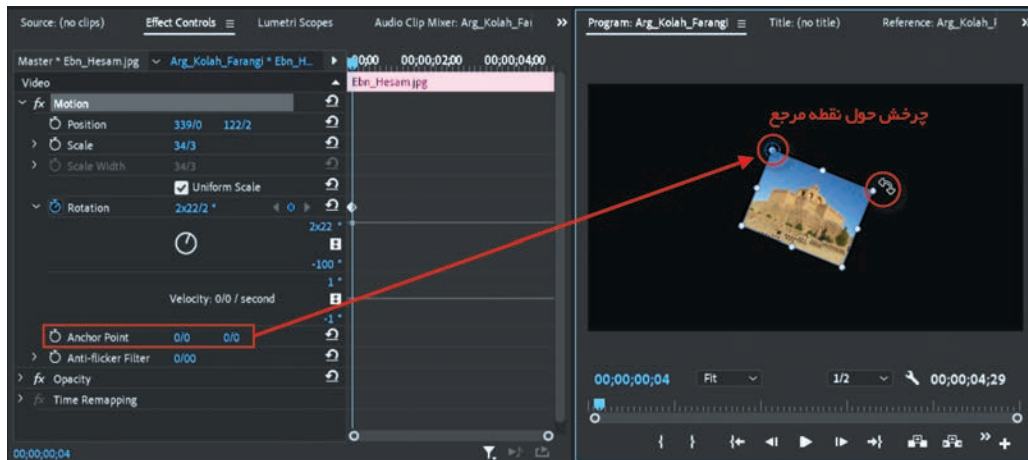 Source: (no clips) Effect Controls Lumetri Scopes Audio Clip Mixer: Arg_Kolah_Fai
Program: Arg_Kolah_Farangi Title: (no title) Reference: Arg_Kolah_F
Master * Ebn_Hesam.jpg Arg_Kolah_Farangi * Ebn_H...
00;00 00;00;02;00 00;00;04;00
Video
Ebn_Hesam.jpg
fx Motion
Position 339/0 122/2
Scale 34/3
Scale Width 34/3
Uniform Scale
Rotation 2x22/2 °
2x22 °
-100 °
1 °
Velocity: 0/0 / second
-1 °
Anchor Point 0/0 0/0
Anti-flicker Filter 0/00
fx Opacity
fx Time Remapping
00;00;00;04
چرخش حول نقطه مرجع
00;00;00;04 Fit 1/2 00;00;04;29